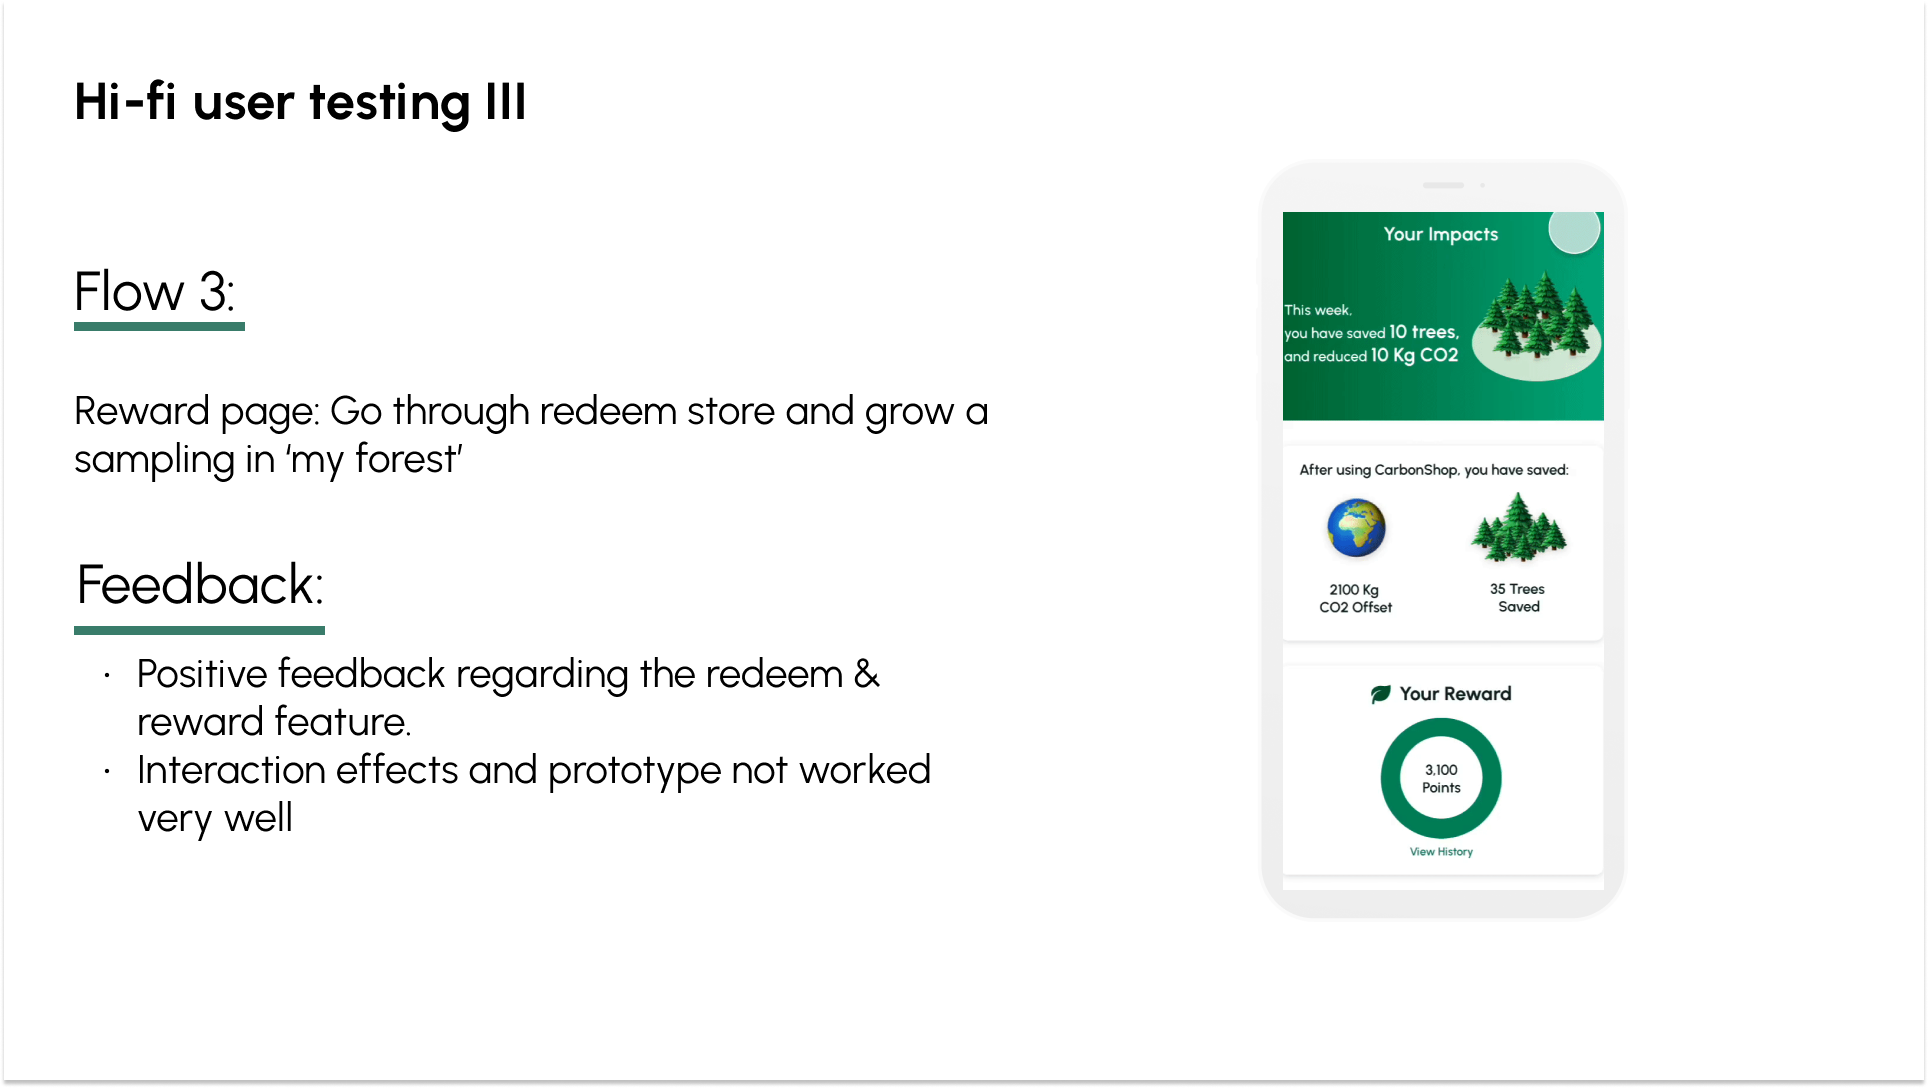 Hi-fi user testing III
Flow 3:
Reward page: Go through redeem store and grow a
sampling in ‘my forest’
Feedback:
· Positive feedback regarding the redeem &
reward feature.
· Interaction effects and prototype not worked
very well
Your Impacts
This week,
you have saved 10 trees,
and reduced 10 Kg CO2
After using CarbonShop, you have saved:
2100 Kg
CO2 Offset
35 Trees
Saved
Your Reward
3,100
Points
View History